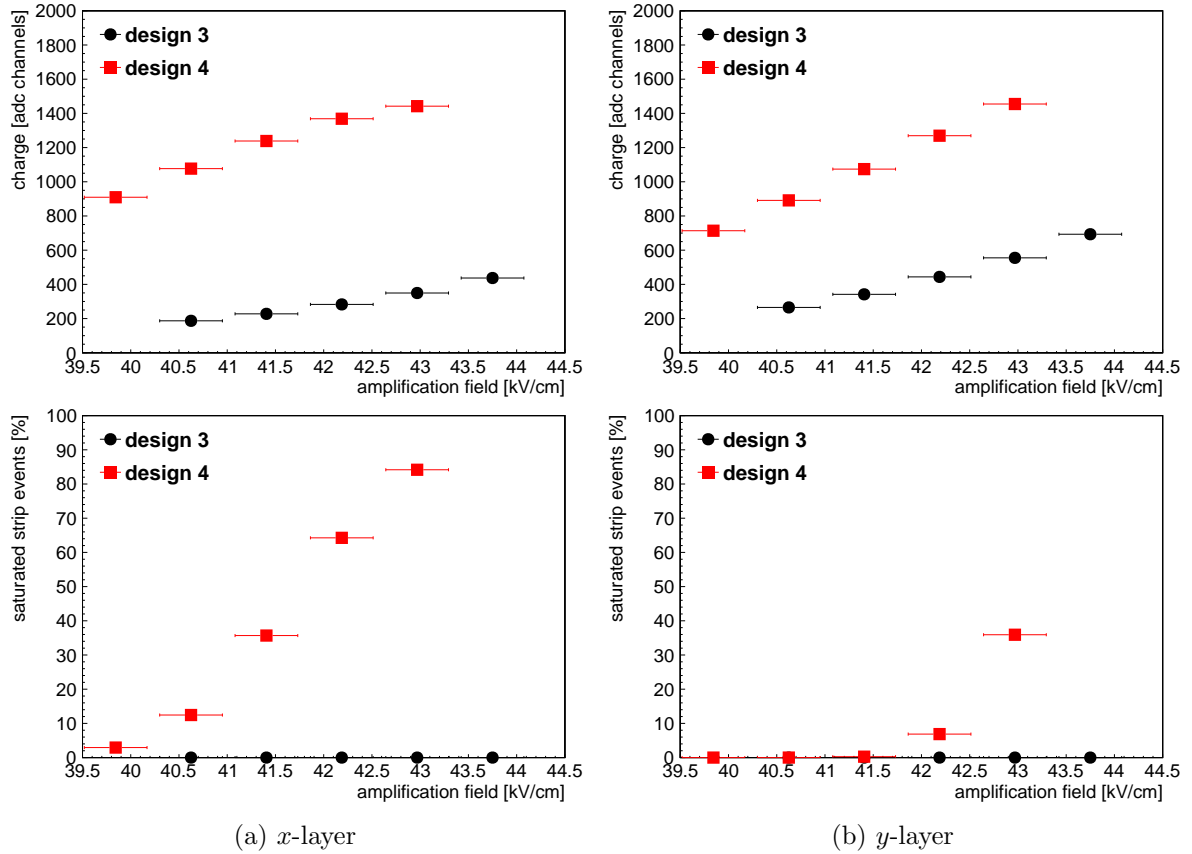 charge [adc channels]
2000
1800
1600
1400
1200
1000
800
600
400
200
0
design 3
design 4
39.5 40 40.5 41 41.5 42 42.5 43 43.5 44 44.5
amplification field [kV/cm]
charge [adc channels]
2000
1800
1600
1400
1200
1000
800
600
400
200
0
design 3
design 4
39.5 40 40.5 41 41.5 42 42.5 43 43.5 44 44.5
amplification field [kV/cm]
saturated strip events [%]
100
90
80
70
60
50
40
30
20
10
0
design 3
design 4
39.5 40 40.5 41 41.5 42 42.5 43 43.5 44 44.5
amplification field [kV/cm]
(a) x-layer
saturated strip events [%]
100
90
80
70
60
50
40
30
20
10
0
design 3
design 4
39.5 40 40.5 41 41.5 42 42.5 43 43.5 44 44.5
amplification field [kV/cm]
(b) y-layer